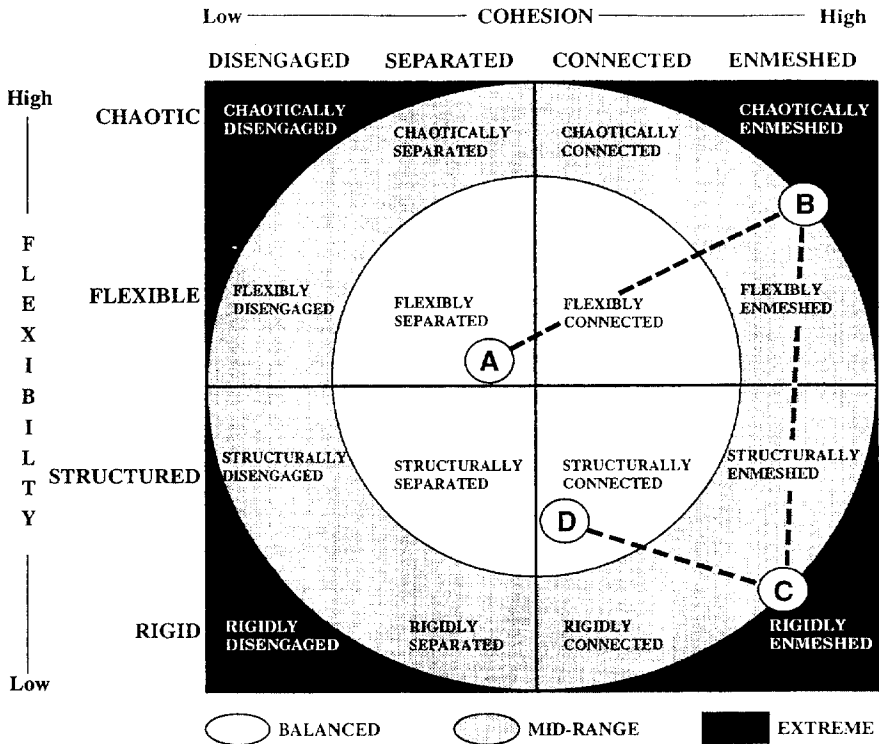 Low COHESION High
DISENGAGED SEPARATED CONNECTED ENMESHED
High
CHAOTIC
CHAOTICALLY DISENGAGED
CHAOTICALLY SEPARATED
CHAOTICALLY CONNECTED
CHAOTICALLY ENMESHED
B
FLEXIBILTY
FLEXIBLE
FLEXIBLY DISENGAGED
FLEXIBLY SEPARATED
FLEXIBLY CONNECTED
FLEXIBLY ENMESHED
A
STRUCTURED
STRUCTURALLY DISENGAGED
STRUCTURALLY SEPARATED
STRUCTURALLY CONNECTED
STRUCTURALLY ENMESHED
D
C
RIGID
RIGIDLY DISENGAGED
RIGIDLY SEPARATED
RIGIDLY CONNECTED
RIGIDLY ENMESHED
Low
BALANCED MID-RANGE EXTREME